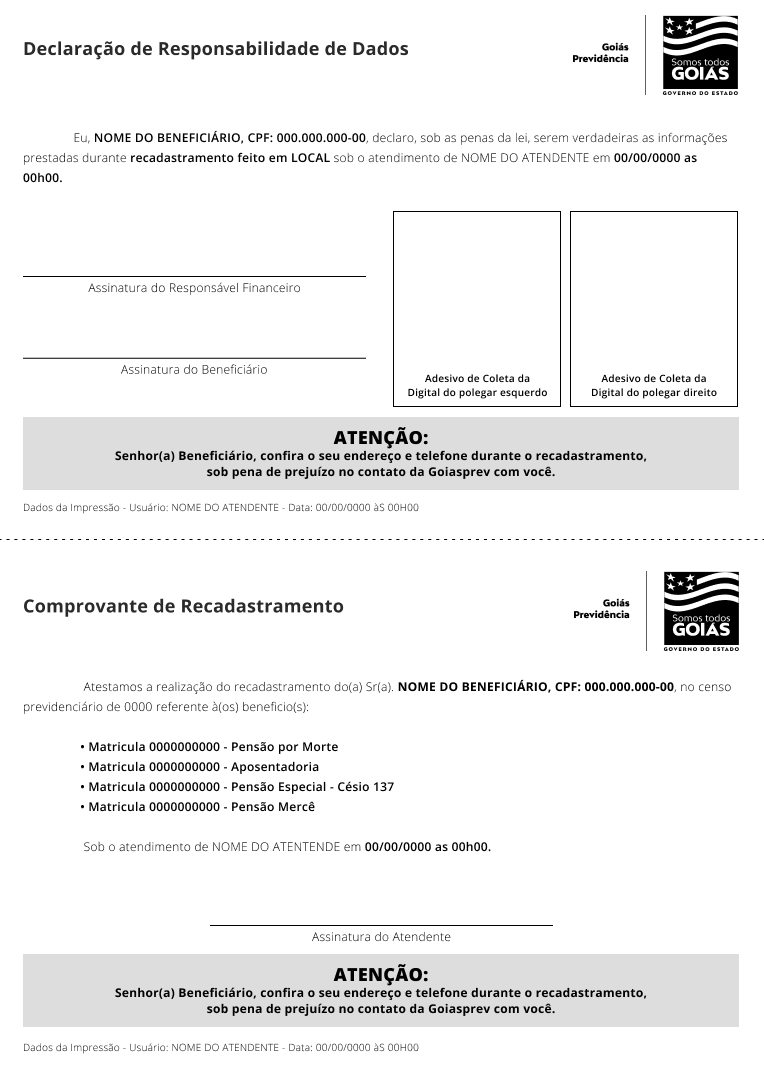 Declaração de Responsabilidade de Dados
Goiás
Previdência
Somos todos
GOIÁS
GOVERNO DO ESTADO
Eu, NOME DO BENEFICIÁRIO, CPF: 000.000.000-00, declaro, sob as penas da lei, serem verdadeiras as informações
prestadas durante recadastramento feito em LOCAL sob o atendimento de NOME DO ATENDENTE em 00/00/0000 as
00h00.
Assinatura do Responsável Financeiro
Assinatura do Beneficiário
Adesivo de Coleta da
Digital do polegar esquerdo
Adesivo de Coleta da
Digital do polegar direito
ATENÇÃO:
Senhor(a) Beneficiário, confira o seu endereço e telefone durante o recadastramento,
sob pena de prejuízo no contato da Goiasprev com você.
Dados da Impressão - Usuário: NOME DO ATENDENTE - Data: 00/00/0000 àS 00H00
Comprovante de Recadastramento
Goiás
Previdência
Somos todos
GOIÁS
GOVERNO DO ESTADO
Atestamos a realização do recadastramento do(a) Sr(a). NOME DO BENEFICIÁRIO, CPF: 000.000.000-00, no censo
previdenciário de 0000 referente à(os) beneficio(s):
• Matricula 0000000000 - Pensão por Morte
• Matricula 0000000000 - Aposentadoria
• Matricula 0000000000 - Pensão Especial - Césio 137
• Matricula 0000000000 - Pensão Mercê
Sob o atendimento de NOME DO ATENTENDE em 00/00/0000 as 00h00.
Assinatura do Atendente
ATENÇÃO:
Senhor(a) Beneficiário, confira o seu endereço e telefone durante o recadastramento,
sob pena de prejuízo no contato da Goiasprev com você.
Dados da Impressão - Usuário: NOME DO ATENDENTE - Data: 00/00/0000 àS 00H00